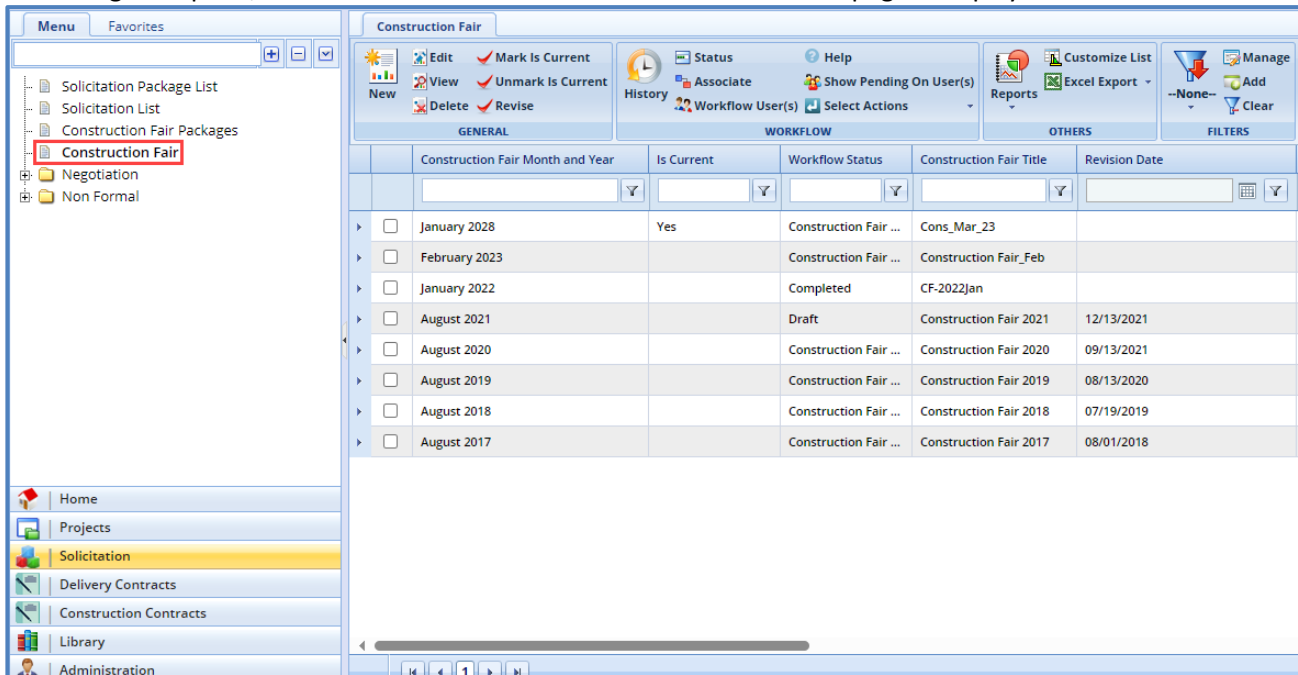 Menu Favorites
Solicitation Package List
Solicitation List
Construction Fair Packages
Construction Fair
Negotiation
Non Formal
Home
Projects
Solicitation
Delivery Contracts
Construction Contracts
Library
Administration
Construction Fair
New
Edit
View
Delete
Mark Is Current
Unmark Is Current
Revise
GENERAL
History
Status
Associate
Workflow User(s)
Help
Show Pending On User(s)
Select Actions
WORKFLOW
Reports
Customize List
Excel Export
OTHERS
--None--
Manage
Add
Clear
FILTERS
Construction Fair Month and Year Is Current Workflow Status Construction Fair Title Revision Date
January 2028 Yes Construction Fair ... Cons_Mar_23
February 2023 Construction Fair ... Construction Fair_Feb
January 2022 Completed CF-2022Jan
August 2021 Draft Construction Fair 2021 12/13/2021
August 2020 Construction Fair ... Construction Fair 2020 09/13/2021
August 2019 Construction Fair ... Construction Fair 2019 08/13/2020
August 2018 Construction Fair ... Construction Fair 2018 07/19/2019
August 2017 Construction Fair ... Construction Fair 2017 08/01/2018
1